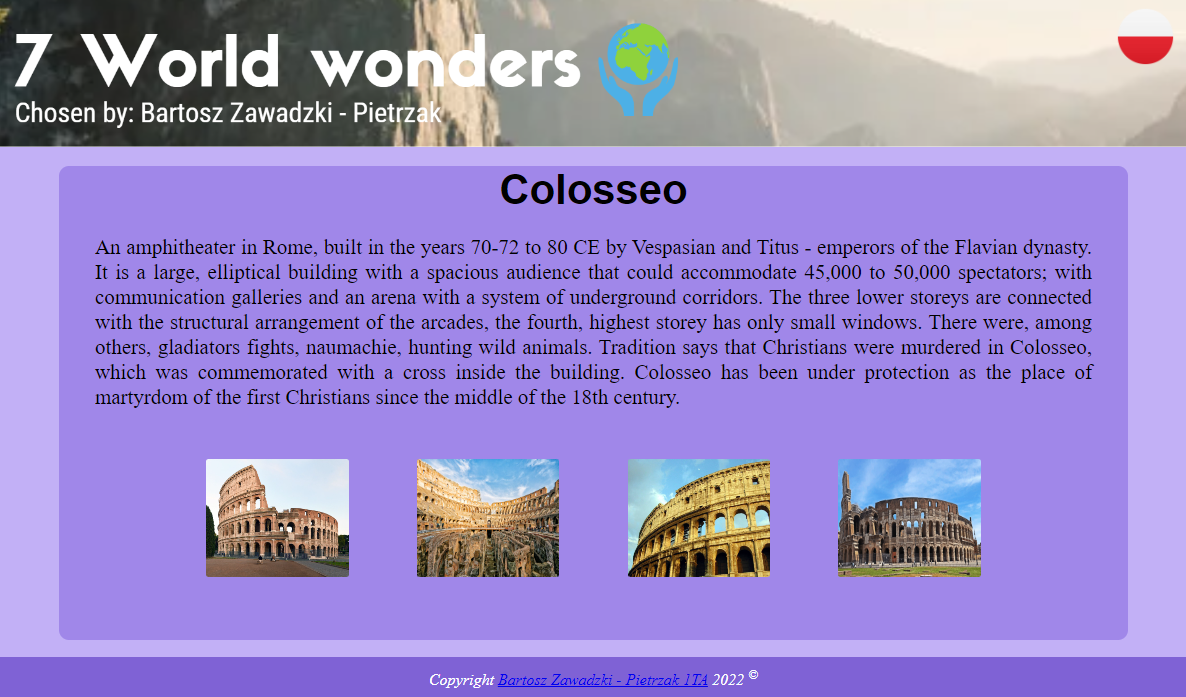 7 World wonders
Chosen by: Bartosz Zawadzki - Pietrzak
Colosseo
An amphitheater in Rome, built in the years 70-72 to 80 CE by Vespasian and Titus - emperors of the Flavian dynasty.
It is a large, elliptical building with a spacious audience that could accommodate 45,000 to 50,000 spectators; with
communication galleries and an arena with a system of underground corridors. The three lower storeys are connected
with the structural arrangement of the arcades, the fourth, highest storey has only small windows. There were, among
others, gladiators fights, naumachie, hunting wild animals. Tradition says that Christians were murdered in Colosseo,
which was commemorated with a cross inside the building. Colosseo has been under protection as the place of
martyrdom of the first Christians since the middle of the 18th century.
Copyright Bartosz Zawadzki - Pietrzak 1TA 2022 ©